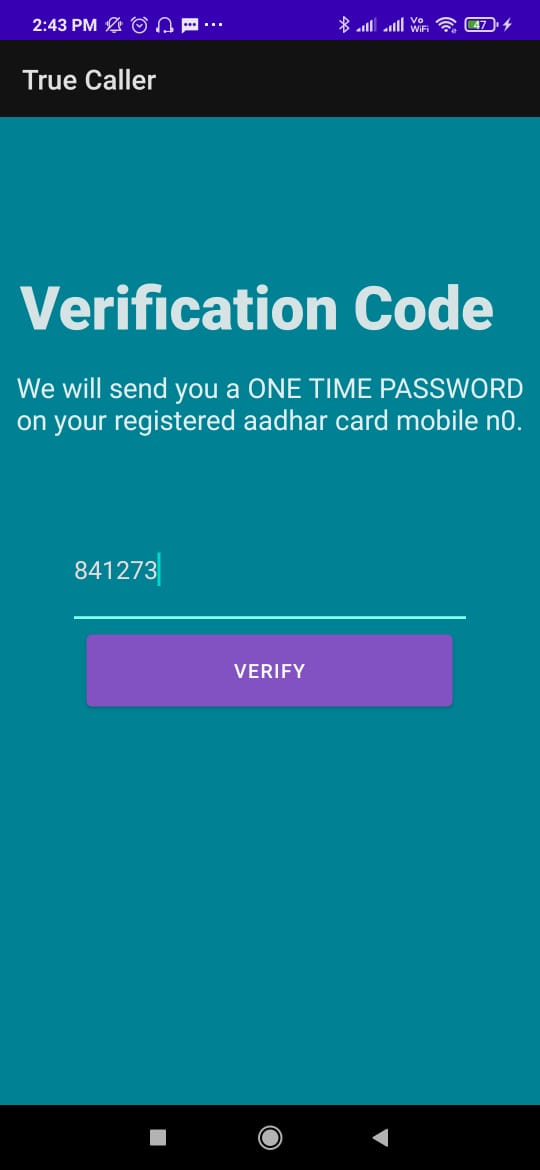 2:43 PM Vo WiFi 47
True Caller
Verification Code
We will send you a ONE TIME PASSWORD
on your registered aadhar card mobile n0.
841273
VERIFY